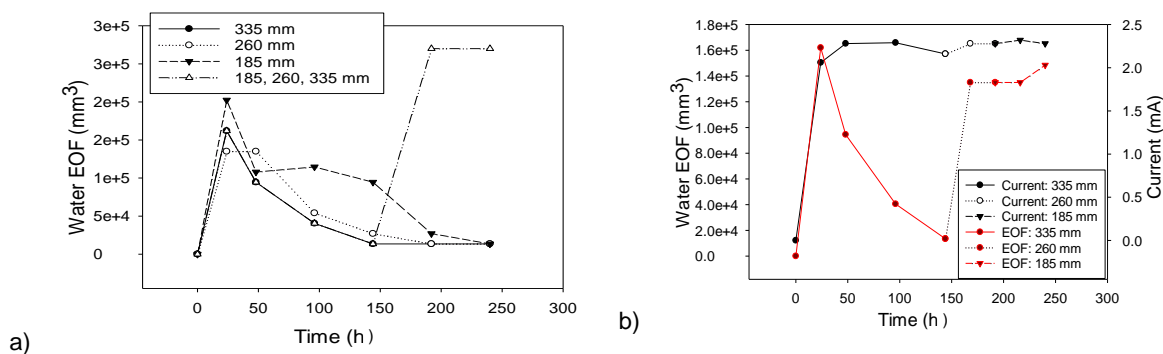 335 mm
260 mm
185 mm
185, 260, 335 mm
3e+5
3e+5
2e+5
2e+5
1e+5
5e+4
0
Water EOF (mm3)
0 50 100 150 200 250 300
Time (h )
a)
1.8e+5
1.6e+5
1.4e+5
1.2e+5
1.0e+5
8.0e+4
6.0e+4
4.0e+4
2.0e+4
0.0
Water EOF (mm3)
2.5
2.0
1.5
1.0
0.5
0.0
Current (mA)
Current: 335 mm
Current: 260 mm
Current: 185 mm
EOF: 335 mm
EOF: 260 mm
EOF: 185 mm
0 50 100 150 200 250 300
Time (h)
b)